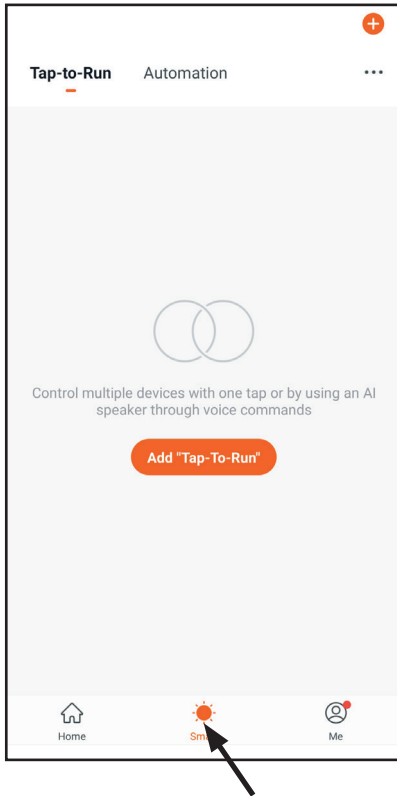 Tap-to-Run Automation
Control multiple devices with one tap or by using an AI
speaker through voice commands
Add "Tap-To-Run"
Home Me